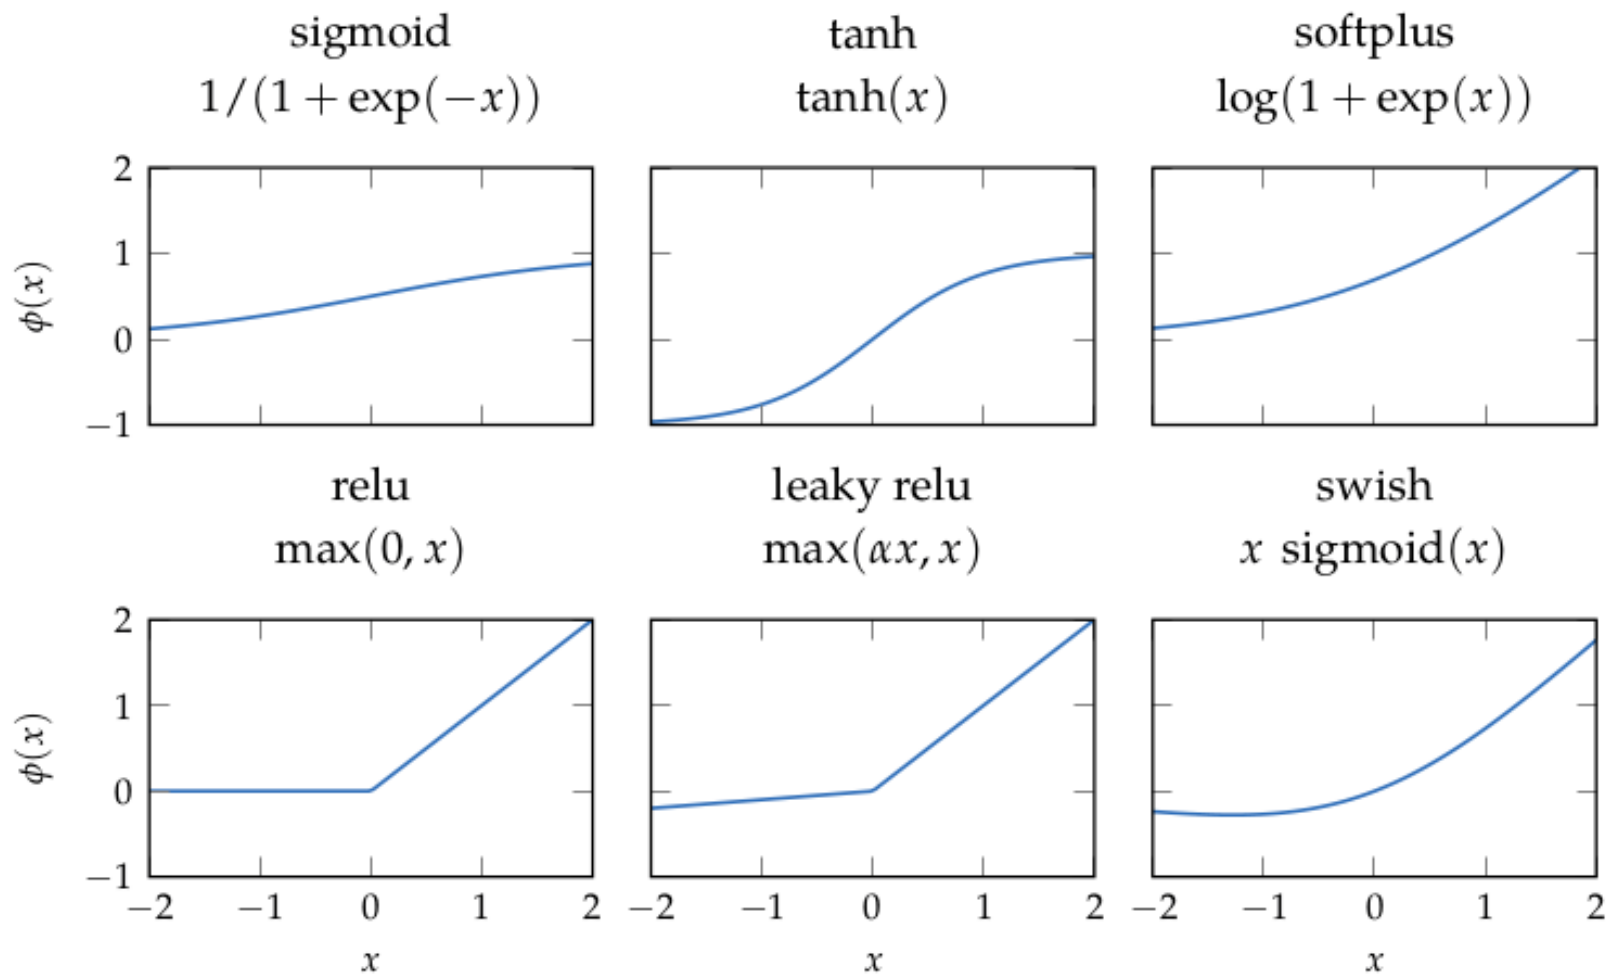 sigmoid
1/(1 + exp(−x))
tanh
tanh(x)
softplus
log(1 + exp(x))
2
1
0
−1
ϕ(x)
relu
max(0, x)
leaky relu
max(αx, x)
swish
x sigmoid(x)
2
1
0
−1
ϕ(x)
−2 −1 0 1 2
−2 −1 0 1 2
−2 −1 0 1 2
x
x
x